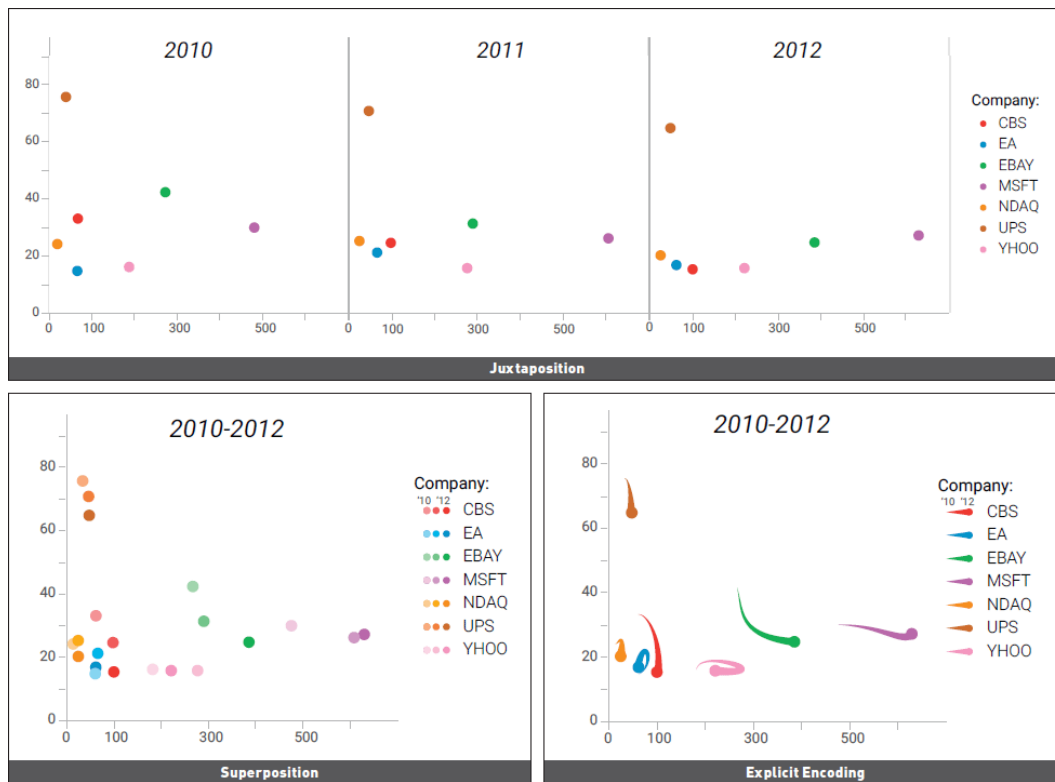 2010 2011 2012
80
60
40
20
0
0 100 300 500 0 100 300 500 0 100 300 500
Company:
CBS
EA
EBAY
MSFT
NDAQ
UPS
YHOO
Juxtaposition
2010-2012
80
60
40
20
0
0 100 300 500
Company:
'10 '12
CBS
EA
EBAY
MSFT
NDAQ
UPS
YHOO
Superposition
2010-2012
80
60
40
20
0
0 100 300 500
Company:
'10 '12
CBS
EA
EBAY
MSFT
NDAQ
UPS
YHOO
Explicit Encoding